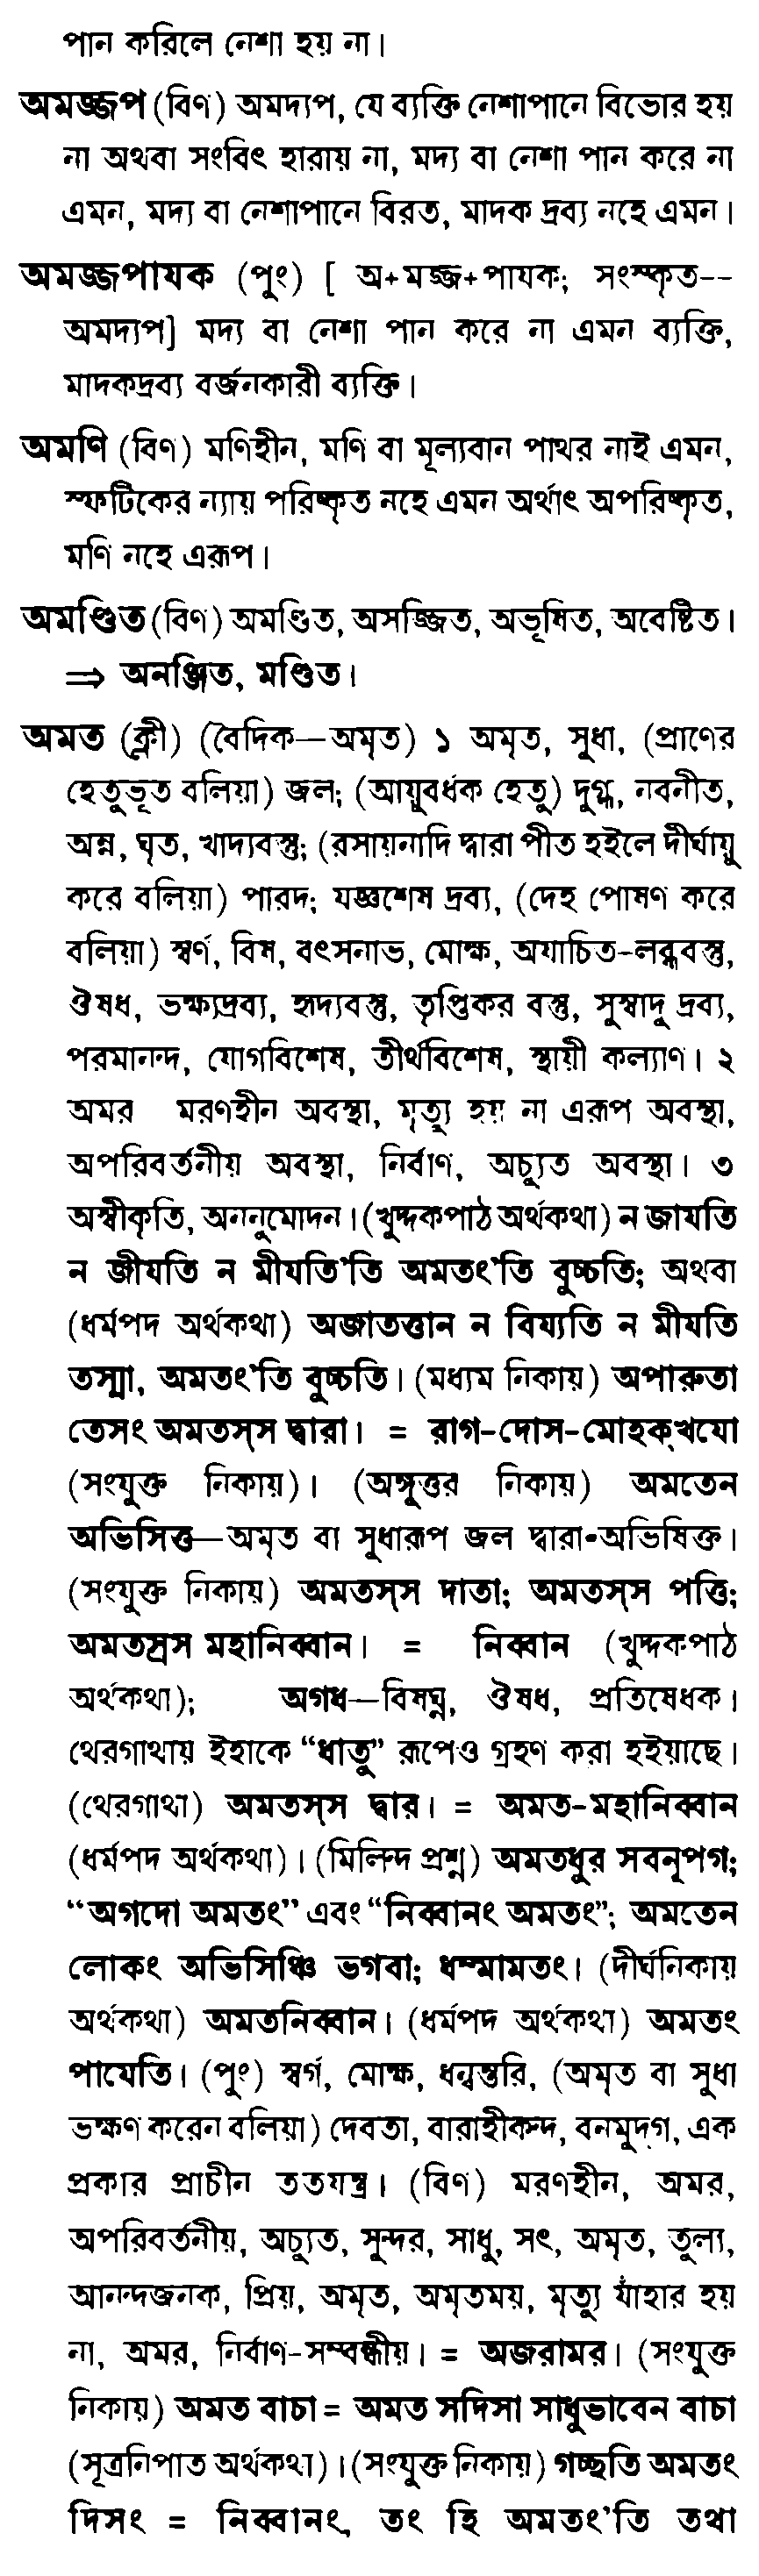 পান করিলে নেশা হয় না।
অমজ্জপ (বিণ) অমদ্যপ, যে ব্যক্তি নেশাপানে বিভোর হয়
না অথবা সংবিৎ হারায় না, মদ্য বা নেশা পান করে না
এমন, মদ্য বা নেশাপানে বিরত, মাদক দ্রব্য নহে এমন।
অমজ্জপাযক (পুং) [ অ+মজ্জ+পাযক; সংস্কৃত--
অমদ্যপ] মদ্য বা নেশা পান করে না এমন ব্যক্তি,
মাদকদ্রব্য বর্জনকারী ব্যক্তি।
অমণি (বিণ) মণিহীন, মণি বা মূল্যবান পাথর নাই এমন,
স্ফটিকের ন্যায় পরিষ্কৃত নহে এমন অর্থাৎ অপরিষ্কৃত,
মণি নহে এরূপ।
অমণ্ডিত (বিণ) অমণ্ডিত, অসজ্জিত, অভূষিত, অবেষ্টিত।
⇒ অনঞ্জিত, মণ্ডিত।
অমত (ক্লী) (বৈদিক—অমৃত) ১ অমৃত, সুধা, (প্রাণের
হেতুভূত বলিয়া) জল; (আয়ুবর্ধক হেতু) দুগ্ধ, নবনীত,
অন্ন, ঘৃত, খাদ্যবস্তু; (রসায়নাদি দ্বারা পীত হইলে দীর্ঘায়ু
করে বলিয়া) পারদ; যজ্ঞশেষ দ্রব্য, (দেহ পোষণ করে
বলিয়া) স্বর্ণ, বিষ, বৎসনাভ, মোক্ষ, অযাচিত-লব্ধবস্তু,
ঔষধ, ভক্ষ্যদ্রব্য, হৃদ্যবস্তু, তৃপ্তিকর বস্তু, সুস্বাদু দ্রব্য,
পরমানন্দ, যোগবিশেষ, তীর্থবিশেষ, স্থায়ী কল্যাণ। ২
অমর মরণহীন অবস্থা, মৃত্যু হয় না এরূপ অবস্থা,
অপরিবর্তনীয় অবস্থা, নির্বাণ, অচ্যুত অবস্থা। ৩
অস্বীকৃতি, অননুমোদন। (খুদ্দকপাঠ অর্থকথা) ন জাযতি
ন জীযতি ন মীযতি'তি অমতং'তি বুচ্চতি; অথবা
(ধর্মপদ অর্থকথা) অজাতত্তান ন বিয্যতি ন মীযতি
তস্মা, অমতং'তি বুচ্চতি। (মধ্যম নিকায়) অপারুতা
তেসং অমতস্স দ্বারা। = রাগ-দোস-মোহক্খযো
(সংযুক্ত নিকায়)। (অঙ্গুত্তর নিকায়) অমতেন
অভিসিত্ত—অমৃত বা সুধারূপ জল দ্বারা-অভিষিক্ত।
(সংযুক্ত নিকায়) অমতস্স দাতা; অমতস্স পত্তি;
অমতস্রস মহানিব্বান। = নিব্বান (খুদ্দকপাঠ
অর্থকথা); অগধ—বিষঘ্ন, ঔষধ, প্রতিষেধক।
থেরগাথায় ইহাকে “ধাতু” রূপেও গ্রহণ করা হইয়াছে।
(থেরগাথা) অমতস্স দ্বার। = অমত-মহানিব্বান
(ধর্মপদ অর্থকথা)। (মিলিন্দ প্রশ্ন) অমতধুর সবনূপগ;
“অগদো অমতং” এবং “নিব্বানং অমতং”; অমতেন
লোকং অভিসিঞ্চি ভগবা; ধম্মামতং। (দীর্ঘনিকায়
অর্থকথা) অমতনিব্বান। (ধর্মপদ অর্থকথা) অমতং
পাযেতি। (পুং) স্বর্গ, মোক্ষ, ধন্বন্তরি, (অমৃত বা সুধা
ভক্ষণ করেন বলিয়া) দেবতা, বারাহীকন্দ, বনমুদ্গ, এক
প্রকার প্রাচীন ততযন্ত্র। (বিণ) মরণহীন, অমর,
অপরিবর্তনীয়, অচ্যুত, সুন্দর, সাধু, সৎ, অমৃত, তুল্য,
আনন্দজনক, প্রিয়, অমৃত, অমৃতময়, মৃত্যু যাঁহার হয়
না, অমর, নির্বাণ-সম্বন্ধীয়। = অজরামর। (সংযুক্ত
নিকায়) অমত বাচা = অমত সদিসা সাধুভাবেন বাচা
(সূত্রনিপাত অর্থকথা)। (সংযুক্ত নিকায়) গচ্ছতি অমতং
দিসং = নিব্বানং, তং হি অমতং'তি তথা